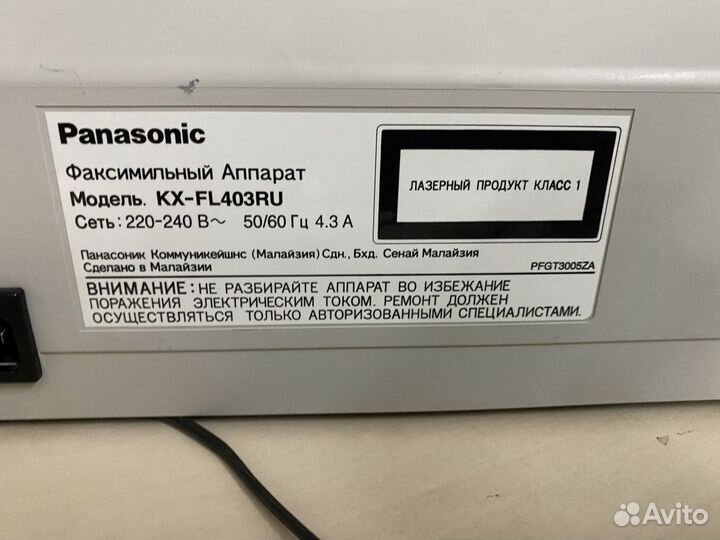 Panasonic
Факсимильный Аппарат
Модель. KX-FL403RU
Сеть: 220-240 В~ 50/60 Гц 4.3 А
ЛАЗЕРНЫЙ ПРОДУКТ КЛАСС 1
Панасоник Коммуникейшнс (Малайзия) Сдн., Бхд. Сенай Малайзия
Сделано в Малайзии
PFGT3005ZA
ВНИМАНИЕ: НЕ РАЗБИРАЙТЕ АППАРАТ ВО ИЗБЕЖАНИЕ
ПОРАЖЕНИЯ ЭЛЕКТРИЧЕСКИМ ТОКОМ. РЕМОНТ ДОЛЖЕН
ОСУЩЕСТВЛЯТЬСЯ ТОЛЬКО АВТОРИЗОВАННЫМИ СПЕЦИАЛИСТАМИ.
Avito